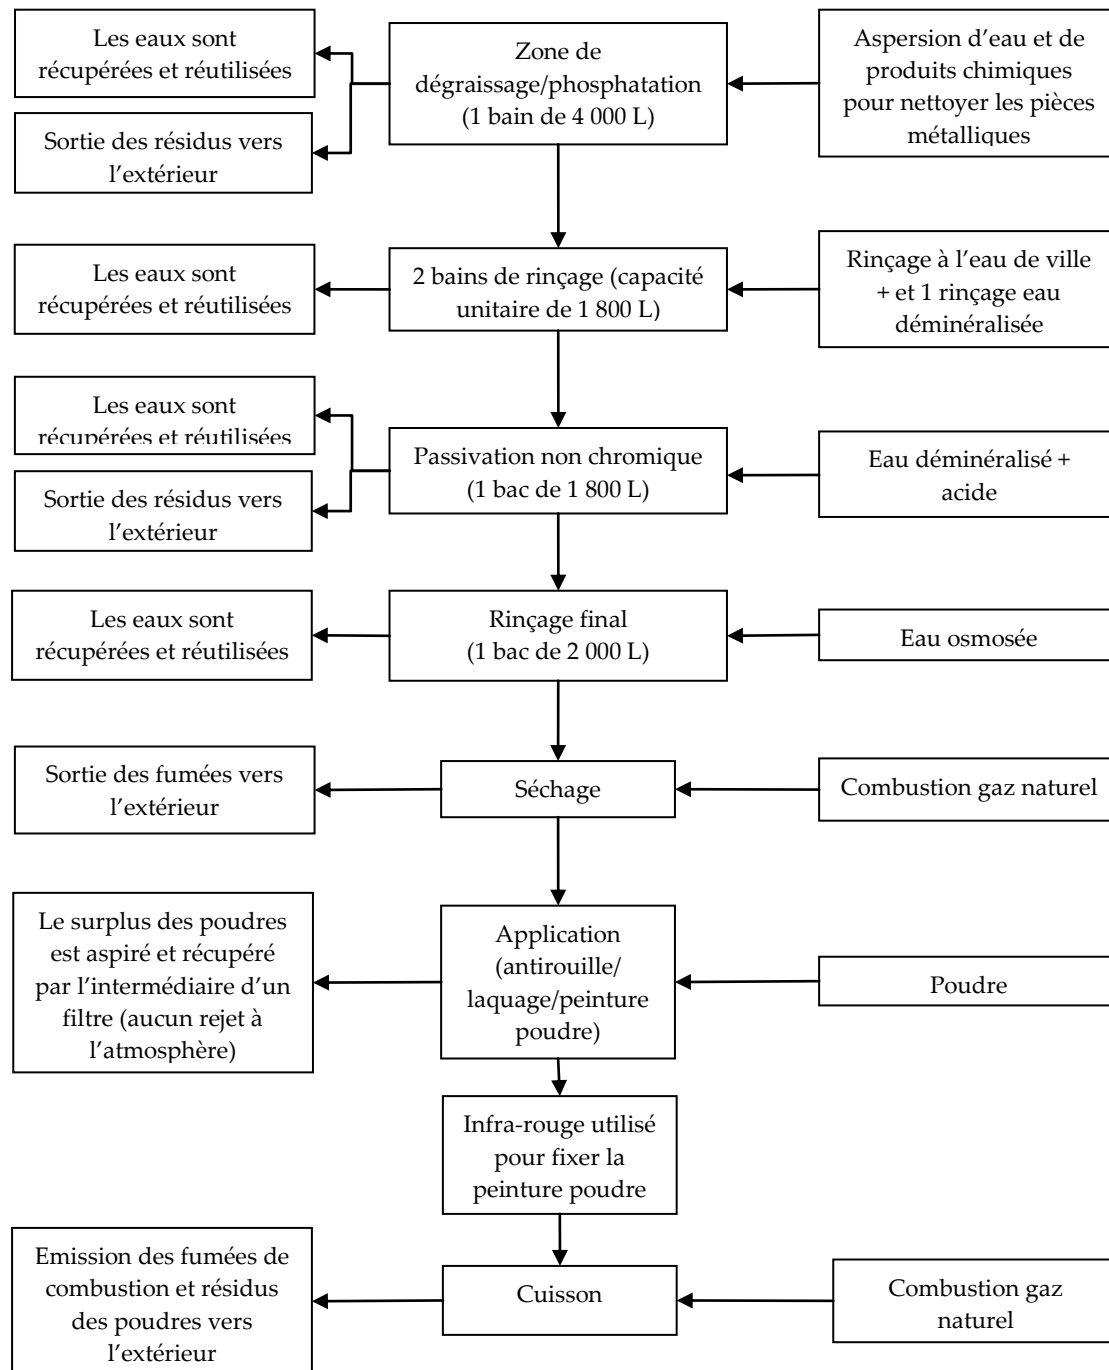 Les eaux sont
récupérées et réutilisées
Sortie des résidus vers
l’extérieur
Zone de
dégraissage/phosphatation
(1 bain de 4 000 L)
Aspersion d’eau et de
produits chimiques
pour nettoyer les pièces
métalliques
Les eaux sont
récupérées et réutilisées
2 bains de rinçage (capacité
unitaire de 1 800 L)
Rinçage à l’eau de ville
+ et 1 rinçage eau
déminéralisée
Les eaux sont
récupérées et réutilisées
Sortie des résidus vers
l’extérieur
Passivation non chromique
(1 bac de 1 800 L)
Eau déminéralisé +
acide
Les eaux sont
récupérées et réutilisées
Rinçage final
(1 bac de 2 000 L)
Eau osmosée
Sortie des fumées vers
l’extérieur
Séchage
Combustion gaz naturel
Le surplus des poudres
est aspiré et récupéré
par l’intermédiaire d’un
filtre (aucun rejet à
l’atmosphère)
Application
(antirouille/
laquage/peinture
poudre)
Poudre
Infra-rouge utilisé
pour fixer la
peinture poudre
Emission des fumées de
combustion et résidus
des poudres vers
l’extérieur
Cuisson
Combustion gaz
naturel